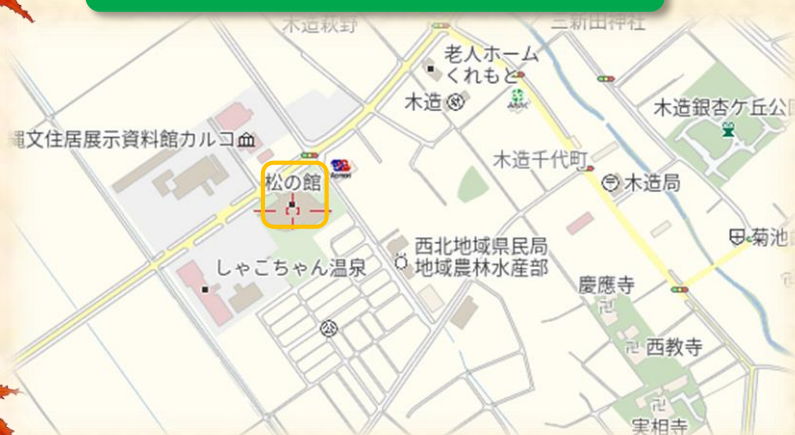 木造萩野
三新田神社
老人ホーム
くれもと
木造
木造銀杏ケ丘公
縄文住居展示資料館カルコ
木造千代町
木造局
松の館
菊池
西北地域県民局
地域農林水産部
しゃこちゃん温泉
慶應寺
公
西教寺
実相寺